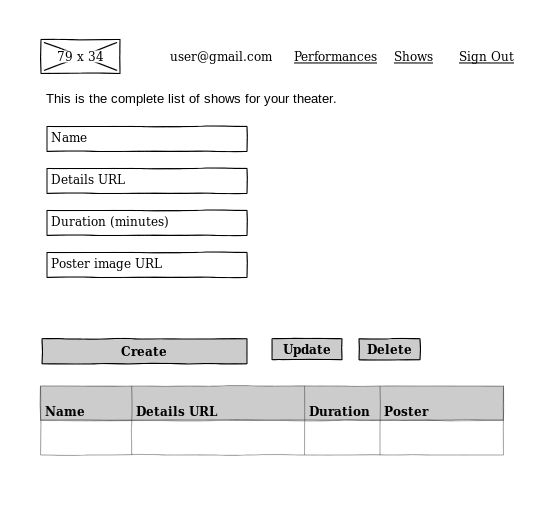 79 x 34 user@gmail.com Performances Shows Sign Out
This is the complete list of shows for your theater.
Name
Details URL
Duration (minutes)
Poster image URL
Create Update Delete
Name Details URL Duration Poster